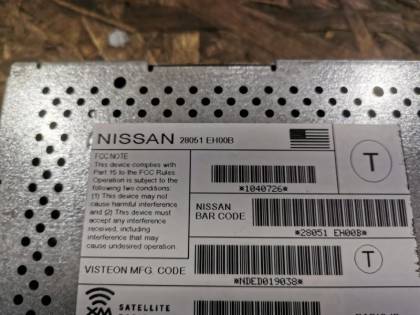 NISSAN 28051 EH00B
FCC NOTE
This device complies with
Part 15 to the FCC Rules
Operation is subject to the
following two conditions
(1) This device may not
cause harmful interference
and (2) This device must
accept any interference
received, including
interference that may
cause undesired operation.
*1040726*
T
NISSAN
BAR CODE
*28051 EH00B*
VISTEON MFG. CODE
*NDED019038*
T
XM SATELLITE